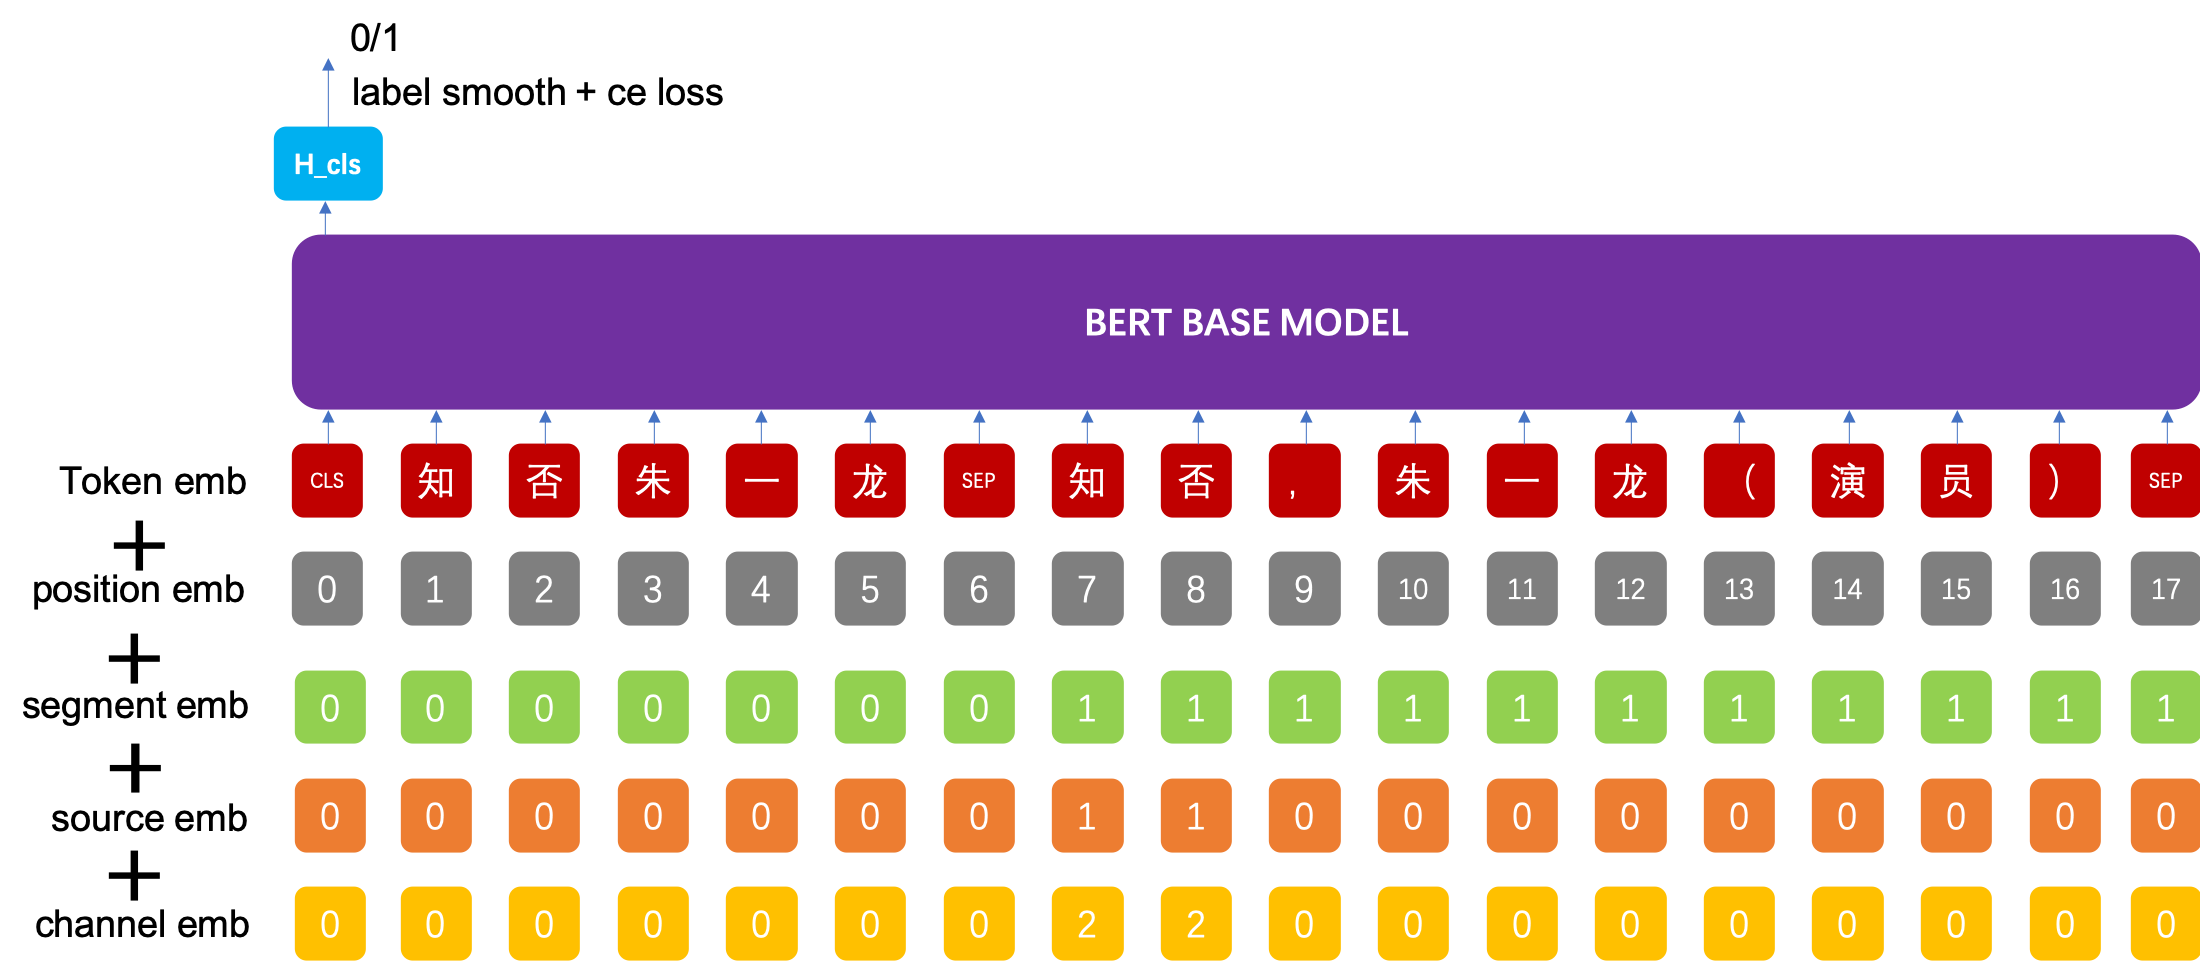 0/1
label smooth + ce loss
H_cls
BERT BASE MODEL
Token emb CLS 知 否 朱 一 龙 SEP 知 否 , 朱 一 龙 ( 演 员 ) SEP
+
position emb 0 1 2 3 4 5 6 7 8 9 10 11 12 13 14 15 16 17
+
segment emb 0 0 0 0 0 0 0 1 1 1 1 1 1 1 1 1 1 1
+
source emb 0 0 0 0 0 0 0 1 1 0 0 0 0 0 0 0 0 0
+
channel emb 0 0 0 0 0 0 0 2 2 0 0 0 0 0 0 0 0 0